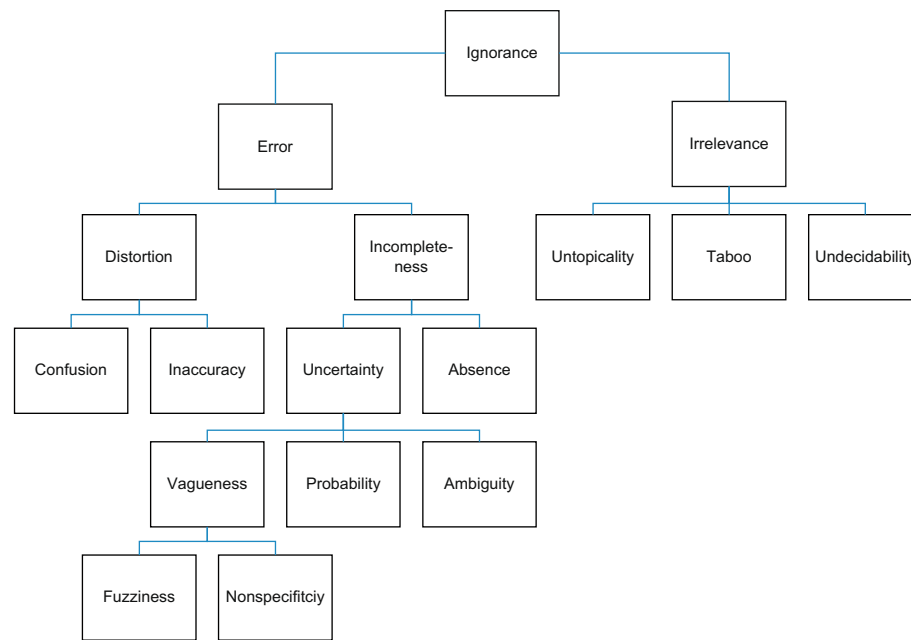 Ignorance
Error
Irrelevance
Distortion
Incomplete-
ness
Untopicality
Taboo
Undecidability
Confusion
Inaccuracy
Uncertainty
Absence
Vagueness
Probability
Ambiguity
Fuzziness
Nonspecifitciy